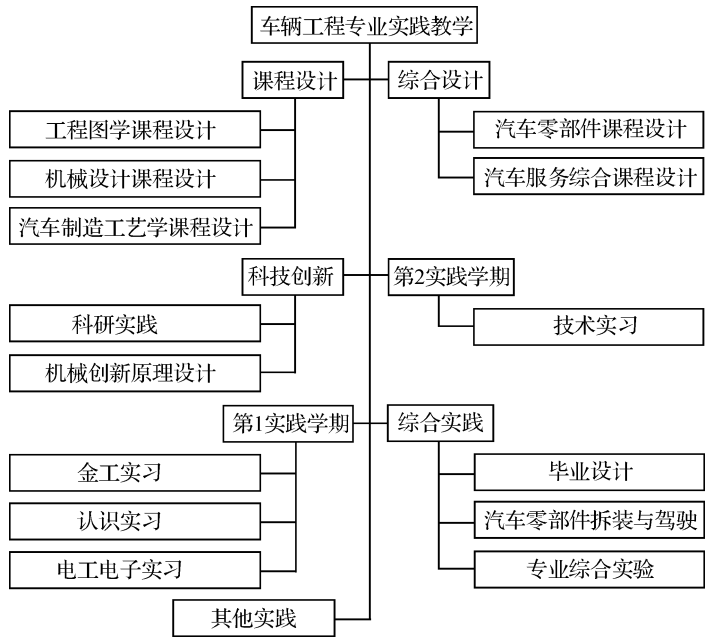 车辆工程专业实践教学
课程设计
综合设计
工程图学课程设计
汽车零部件课程设计
机械设计课程设计
汽车服务综合课程设计
汽车制造工艺学课程设计
科技创新
第2实践学期
科研实践
技术实习
机械创新原理设计
第1实践学期
综合实践
金工实习
毕业设计
认识实习
汽车零部件拆装与驾驶
电工电子实习
专业综合实验
其他实践